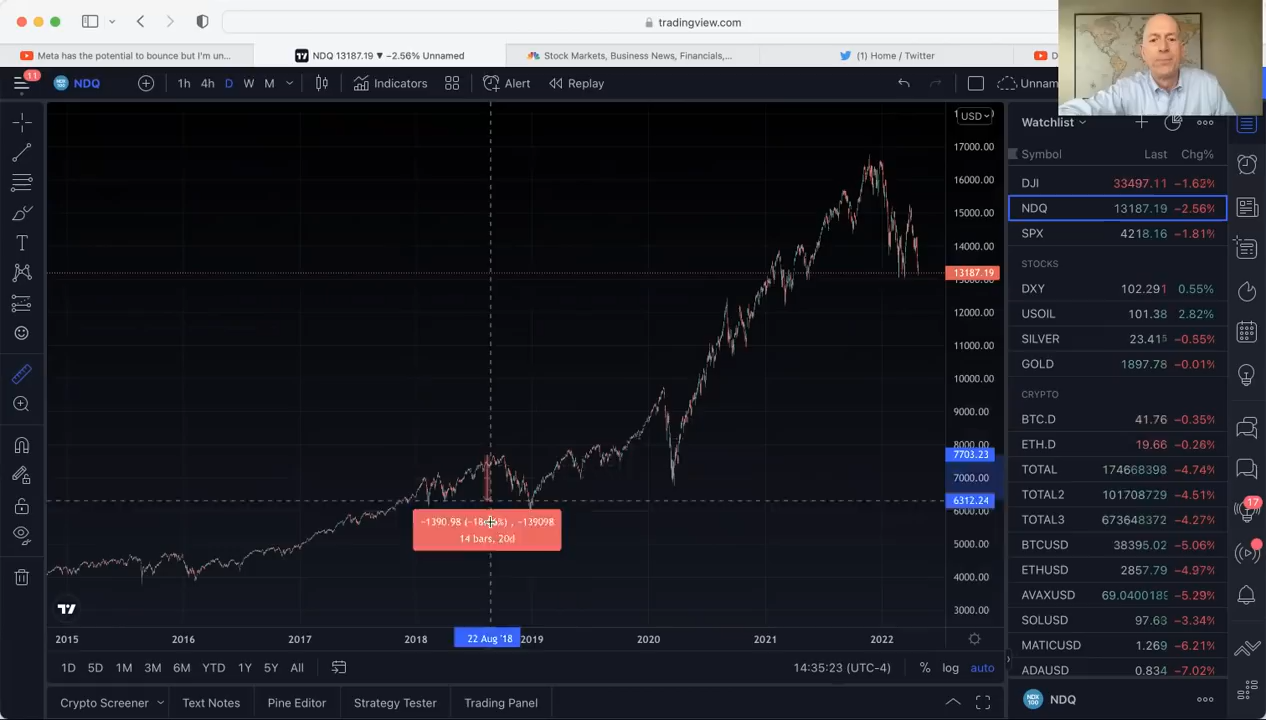 tradingview.com
Meta has the potential to bounce but I'm un...
NDQ 13187.19 ▼ −2.56% Unnamed
Stock Markets, Business News, Financials,...
(1) Home / Twitter
11
NDQ
1h 4h D W M
Indicators
Alert
Replay
Unnam
USD
17000.00
16000.00
15000.00
14000.00
13187.19
12000.00
11000.00
10000.00
9000.00
8000.00
7703.23
7000.00
6312.24
6000.00
5000.00
4000.00
3000.00
14 bars, 20d
2015 2016 2017 2018 22 Aug '18 2019 2020 2021 2022
1D 5D 1M 3M 6M YTD 1Y 5Y All
14:35:23 (UTC-4) % log auto
Crypto Screener Text Notes Pine Editor Strategy Tester Trading Panel
Watchlist
Symbol Last Chg%
DJI 33497.11 −1.62%
NDQ 13187.19 −2.56%
SPX 4218.16 −1.81%
STOCKS
DXY 102.291 0.55%
USOIL 101.38 2.82%
SILVER 23.415 −0.55%
GOLD 1897.78 −0.01%
CRYPTO
BTC.D 41.76 −0.35%
ETH.D 19.66 −0.26%
TOTAL 174668398 −4.74%
TOTAL2 101708729 −4.51%
TOTAL3 673648372 −4.27%
BTCUSD 38395.02 −5.06%
ETHUSD 2857.79 −4.97%
AVAXUSD 69.0400189 −5.29%
SOLUSD 97.63 −3.34%
MATICUSD 1.269 −6.21%
ADAUSD 0.834 −7.02%
17
NDQ